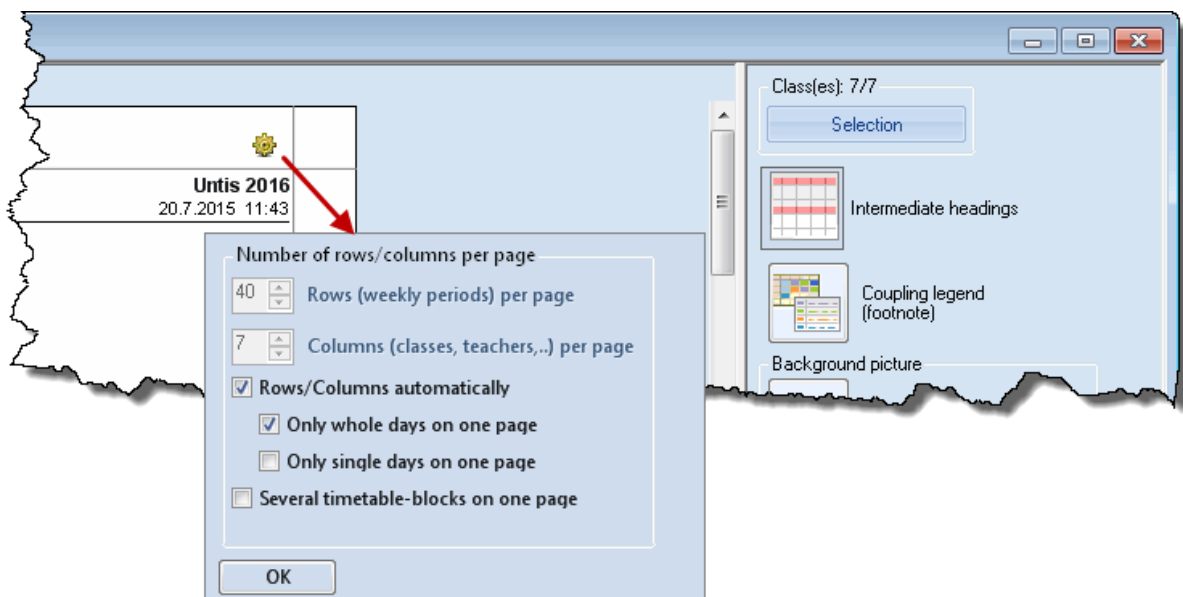 Class(es): 7/7
Selection
Untis 2016
20.7.2015 11:43
Intermediate headings
Number of rows/columns per page
40 Rows (weekly periods) per page
7 Columns (classes, teachers,..) per page
Rows/Columns automatically
Only whole days on one page
Only single days on one page
Several timetable-blocks on one page
OK
Coupling legend
(footnote)
Background picture